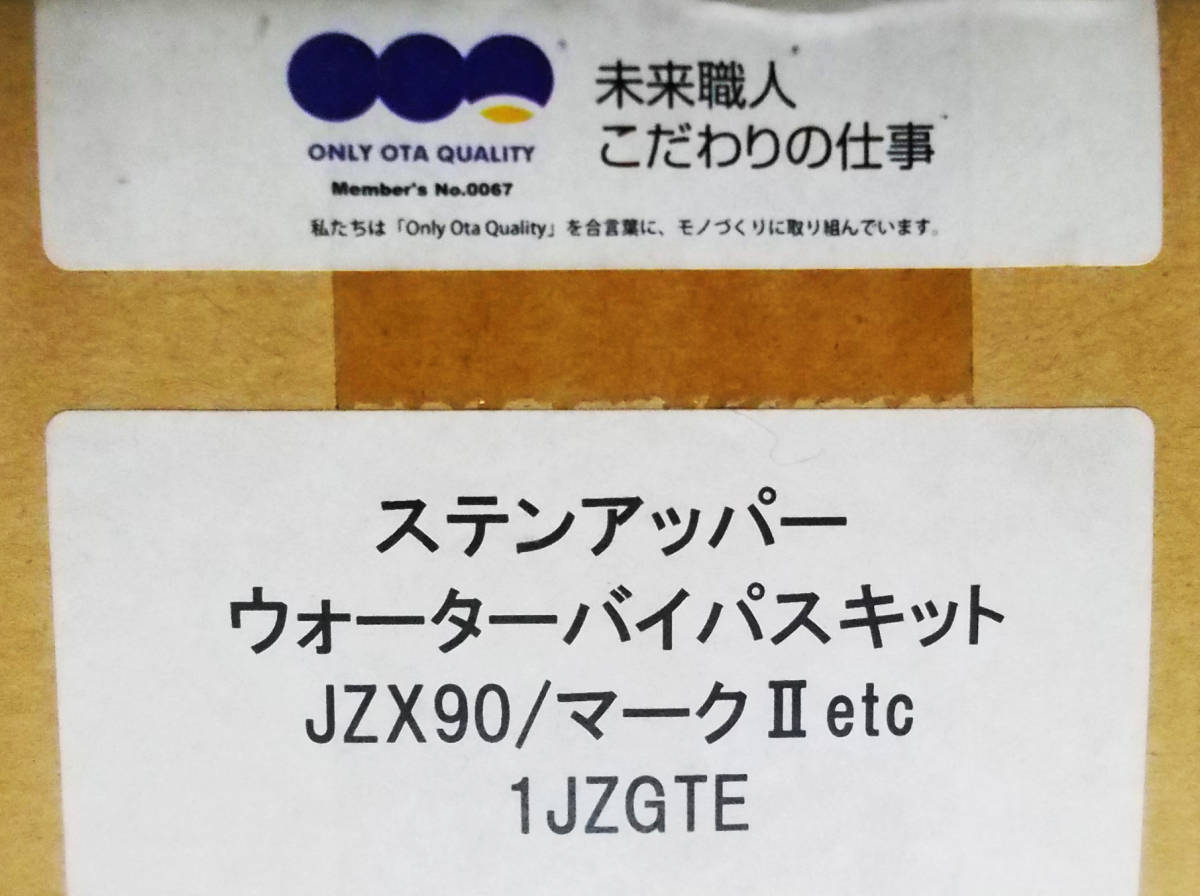 未来職人
こだわりの仕事
ONLY OTA QUALITY
Member's No.0067
私たちは「Only Ota Quality」を合言葉に、モノづくりに取り組んでいます。
ステンアッパー
ウォーターバイパスキット
JZX90/マークⅡetc
1JZGTE